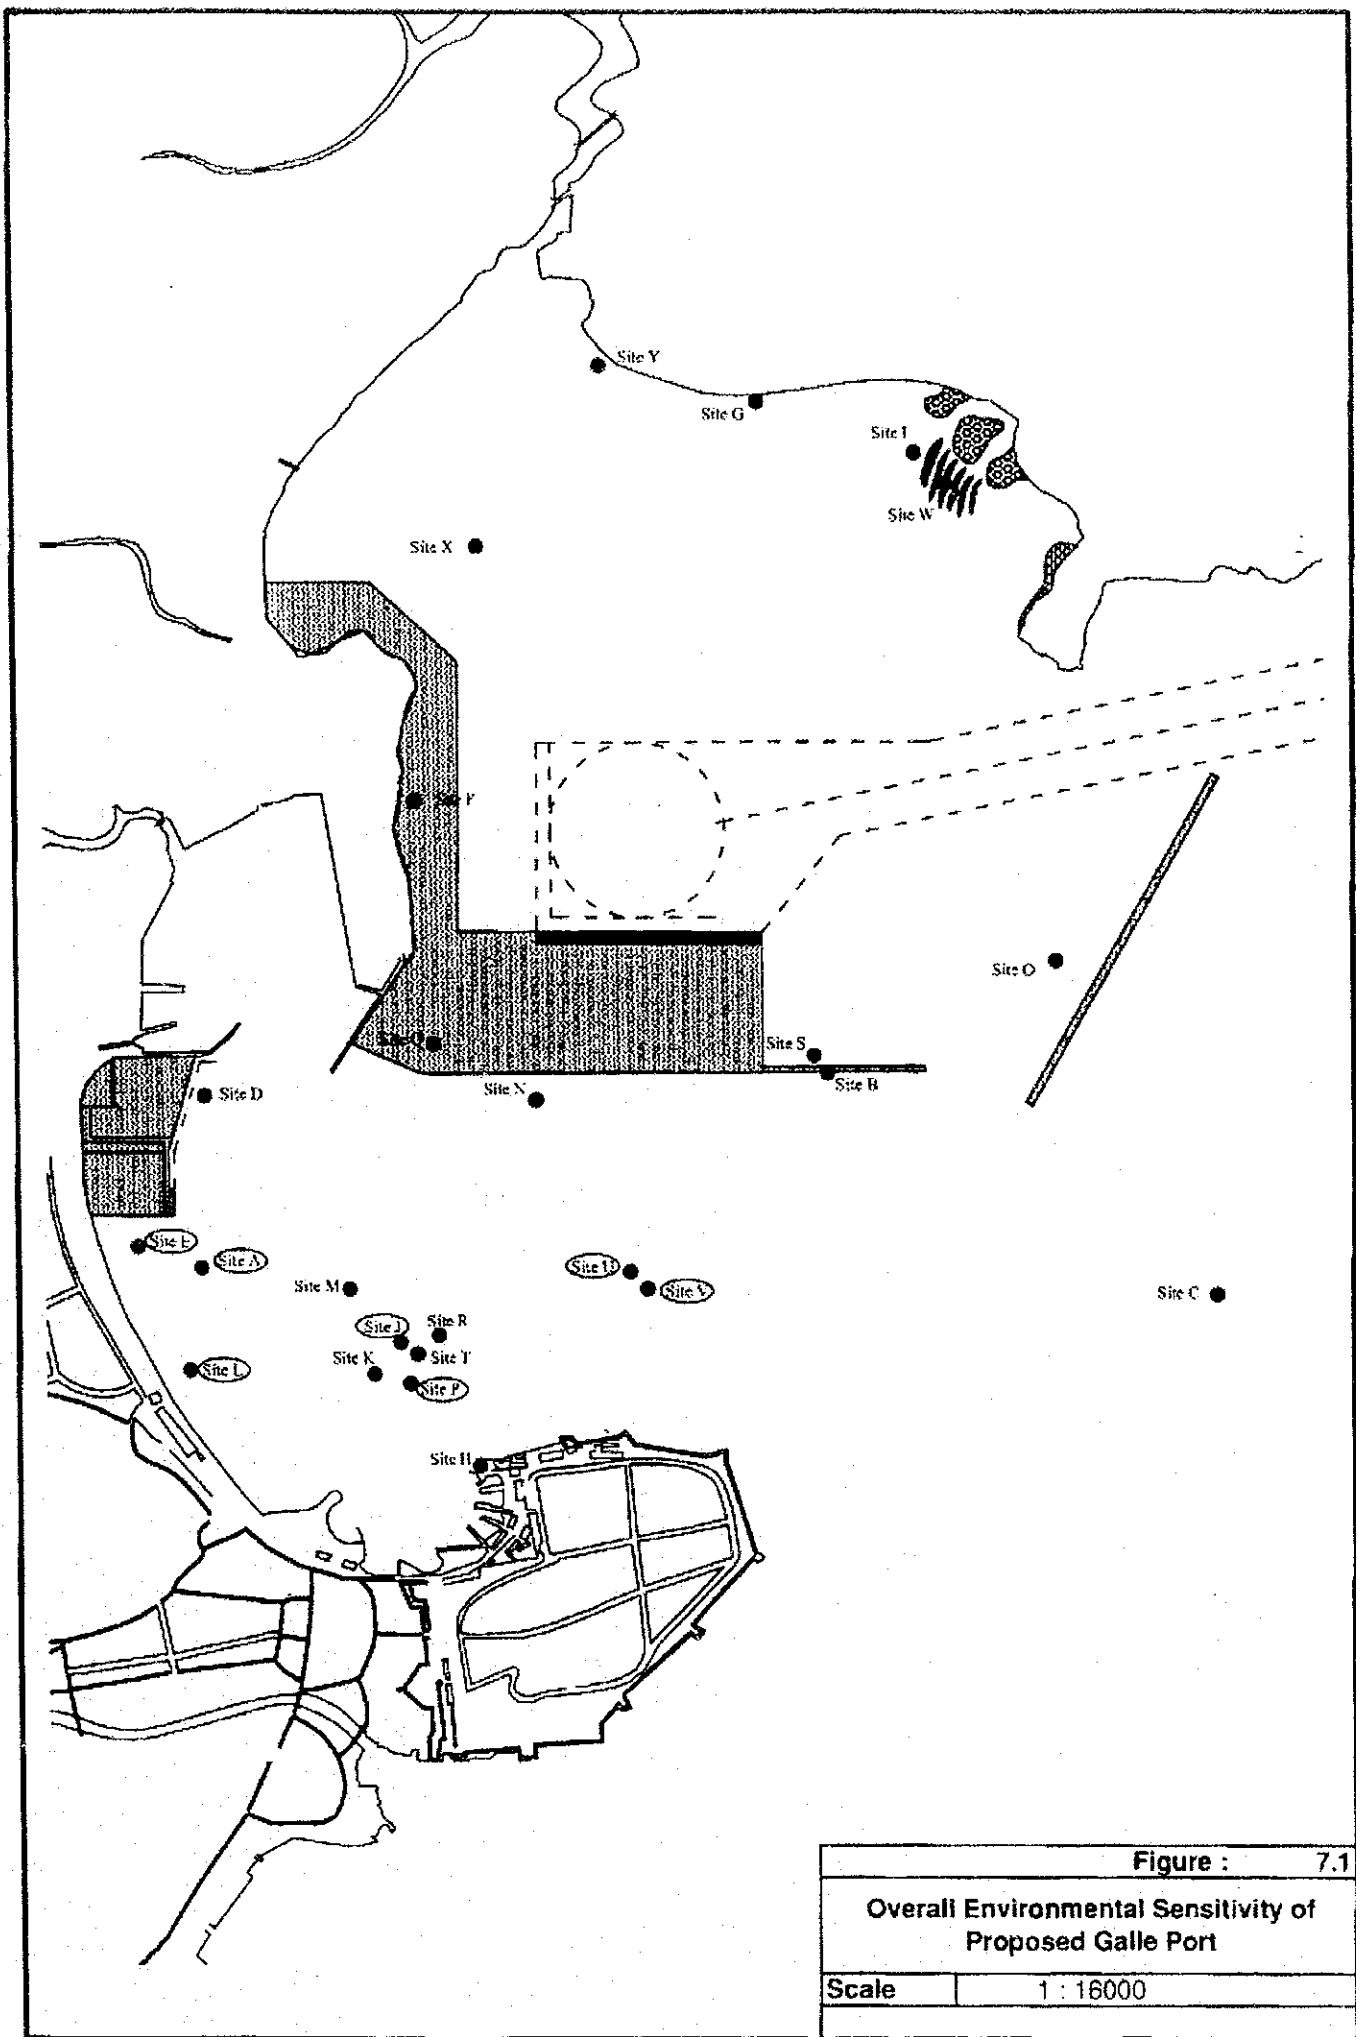 Site Y
Site G
Site I
Site W
Site X
Site F
Site O
Site S
Site B
Site N
Site D
Site E
Site A
Site M
Site U
Site V
Site C
Site J
Site R
Site K
Site T
Site L
Site P
Site H
Figure : 7.1
Overall Environmental Sensitivity of
Proposed Galle Port
Scale 1 : 16000